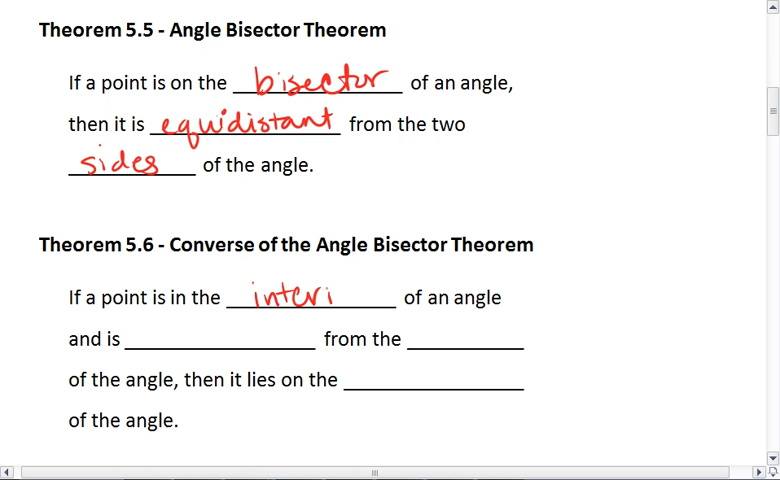 Theorem 5.5 - Angle Bisector Theorem
If a point is on the bisector of an angle,
then it is equidistant from the two
sides of the angle.
Theorem 5.6 - Converse of the Angle Bisector Theorem
If a point is in the interi of an angle
and is ____________ from the ____________
of the angle, then it lies on the ____________
of the angle.